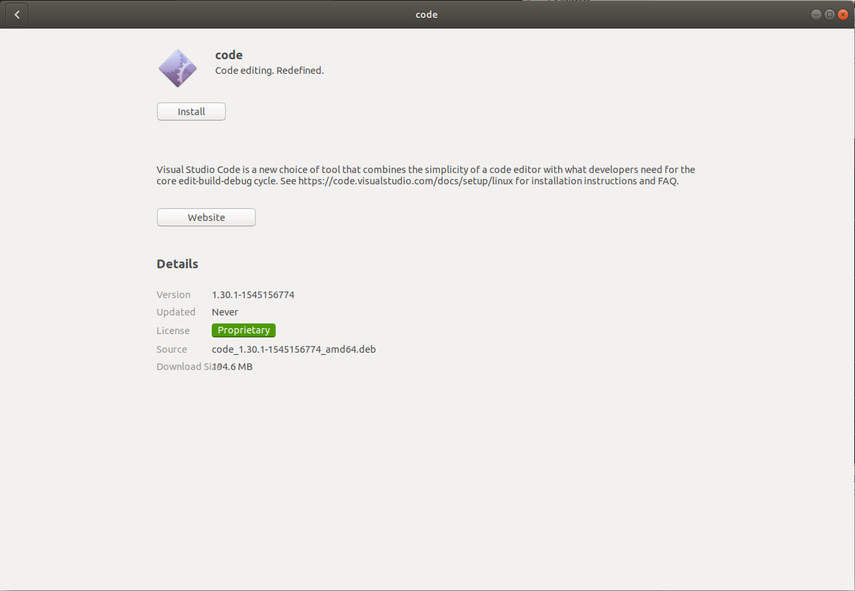 code
code
Code editing. Redefined.
Install
Visual Studio Code is a new choice of tool that combines the simplicity of a code editor with what developers need for the
core edit-build-debug cycle. See https://code.visualstudio.com/docs/setup/linux for installation instructions and FAQ.
Website
Details
Version 1.30.1-1545156774
Updated Never
License Proprietary
Source code_1.30.1-1545156774_amd64.deb
Download Size 194.6 MB